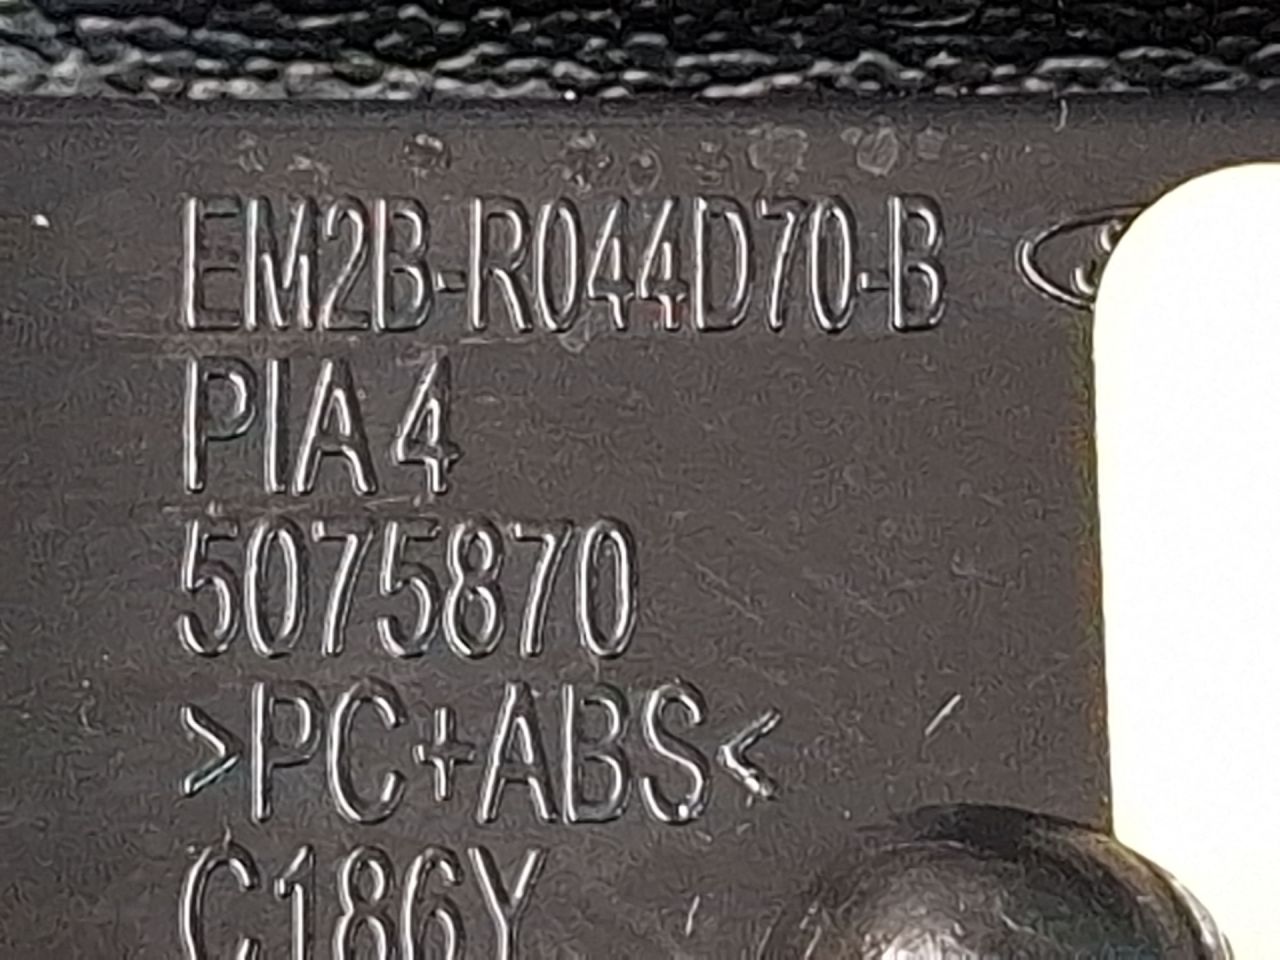 EM2B-R044D70-B
PIA 4
5075870
>PC+ABS<
C186Y